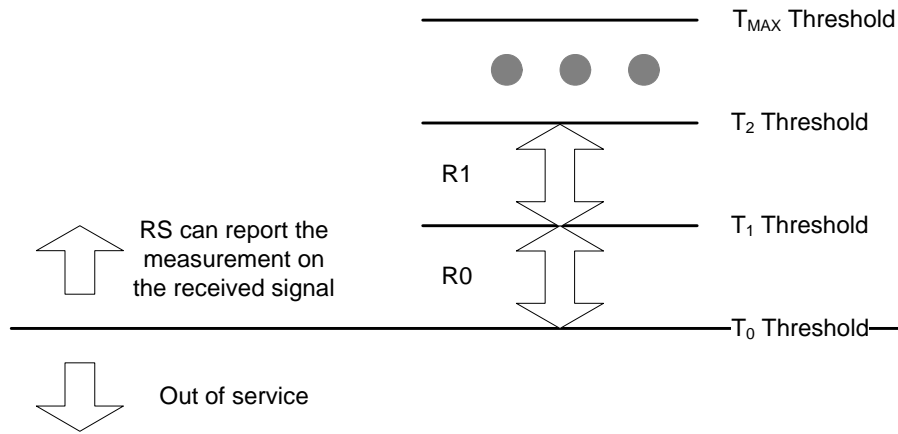 T_MAX Threshold
T_2 Threshold
R1
T_1 Threshold
RS can report the
measurement on
the received signal
R0
T_0 Threshold
Out of service